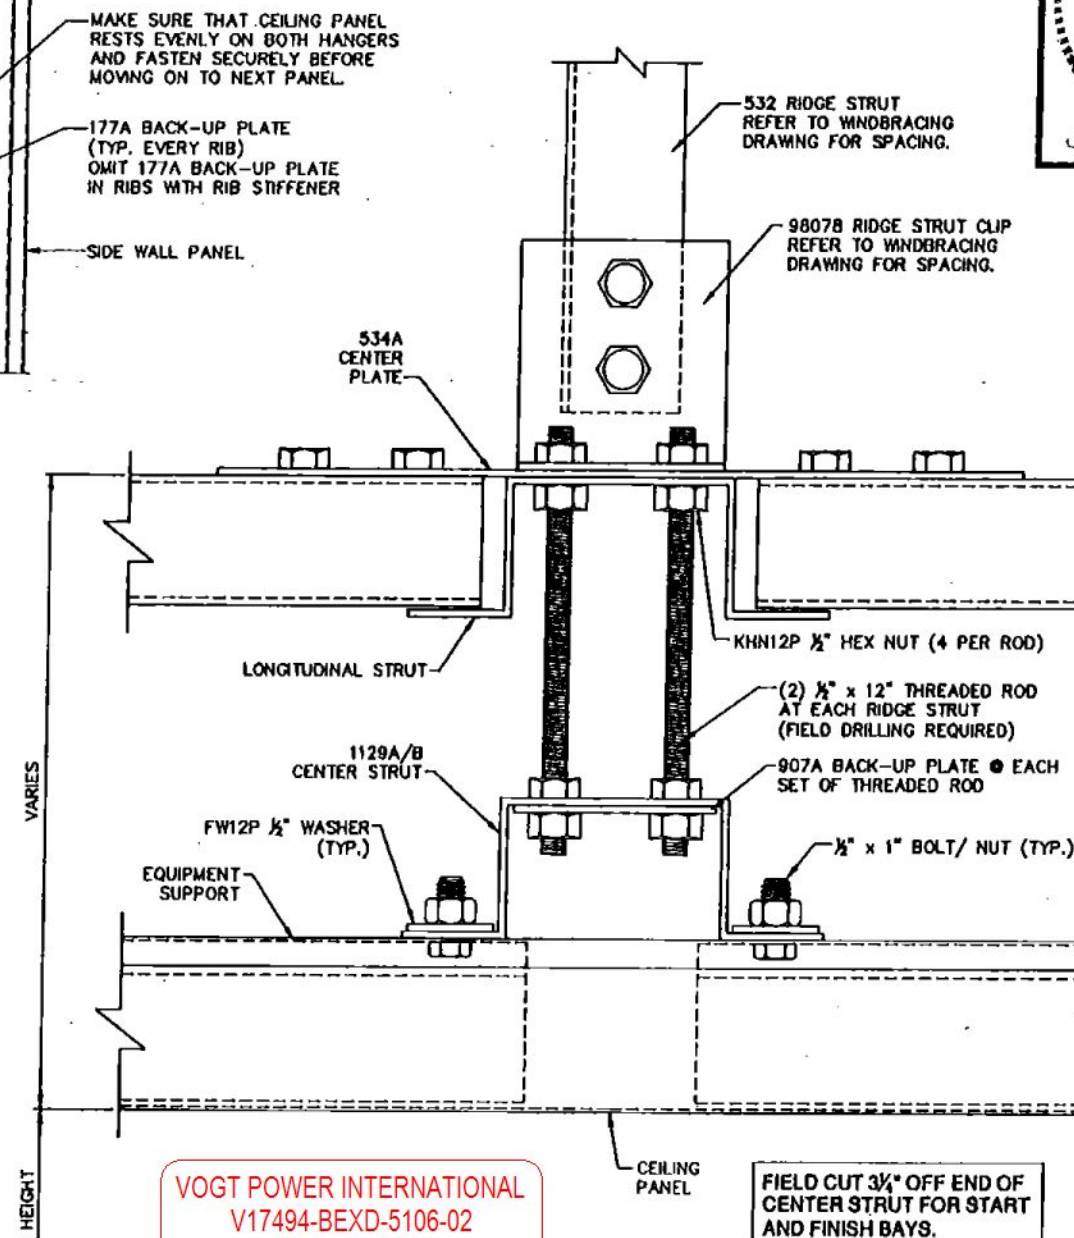 MAKE SURE THAT CEILING PANEL
RESTS EVENLY ON BOTH HANGERS
AND FASTEN SECURELY BEFORE
MOVING ON TO NEXT PANEL.
177A BACK-UP PLATE
(TYP. EVERY RIB)
OMIT 177A BACK-UP PLATE
IN RIBS WITH RIB STIFFENER
SIDE WALL PANEL
532 RIDGE STRUT
REFER TO WINDBRACING
DRAWING FOR SPACING.
9807B RIDGE STRUT CLIP
REFER TO WINDBRACING
DRAWING FOR SPACING.
534A
CENTER
PLATE
LONGITUDINAL STRUT
KHN12P ½" HEX NUT (4 PER ROD)
(2) ½" x 12" THREADED ROD
AT EACH RIDGE STRUT
(FIELD DRILLING REQUIRED)
1129A/B
CENTER STRUT
907A BACK-UP PLATE @ EACH
SET OF THREADED ROD
FW12P ½" WASHER
(TYP.)
½" x 1" BOLT/ NUT (TYP.)
EQUIPMENT
SUPPORT
VARIES
HEIGHT
CEILING
PANEL
VOGT POWER INTERNATIONAL
V17494-BEXD-5106-02
FIELD CUT 3¼" OFF END OF
CENTER STRUT FOR START
AND FINISH BAYS.